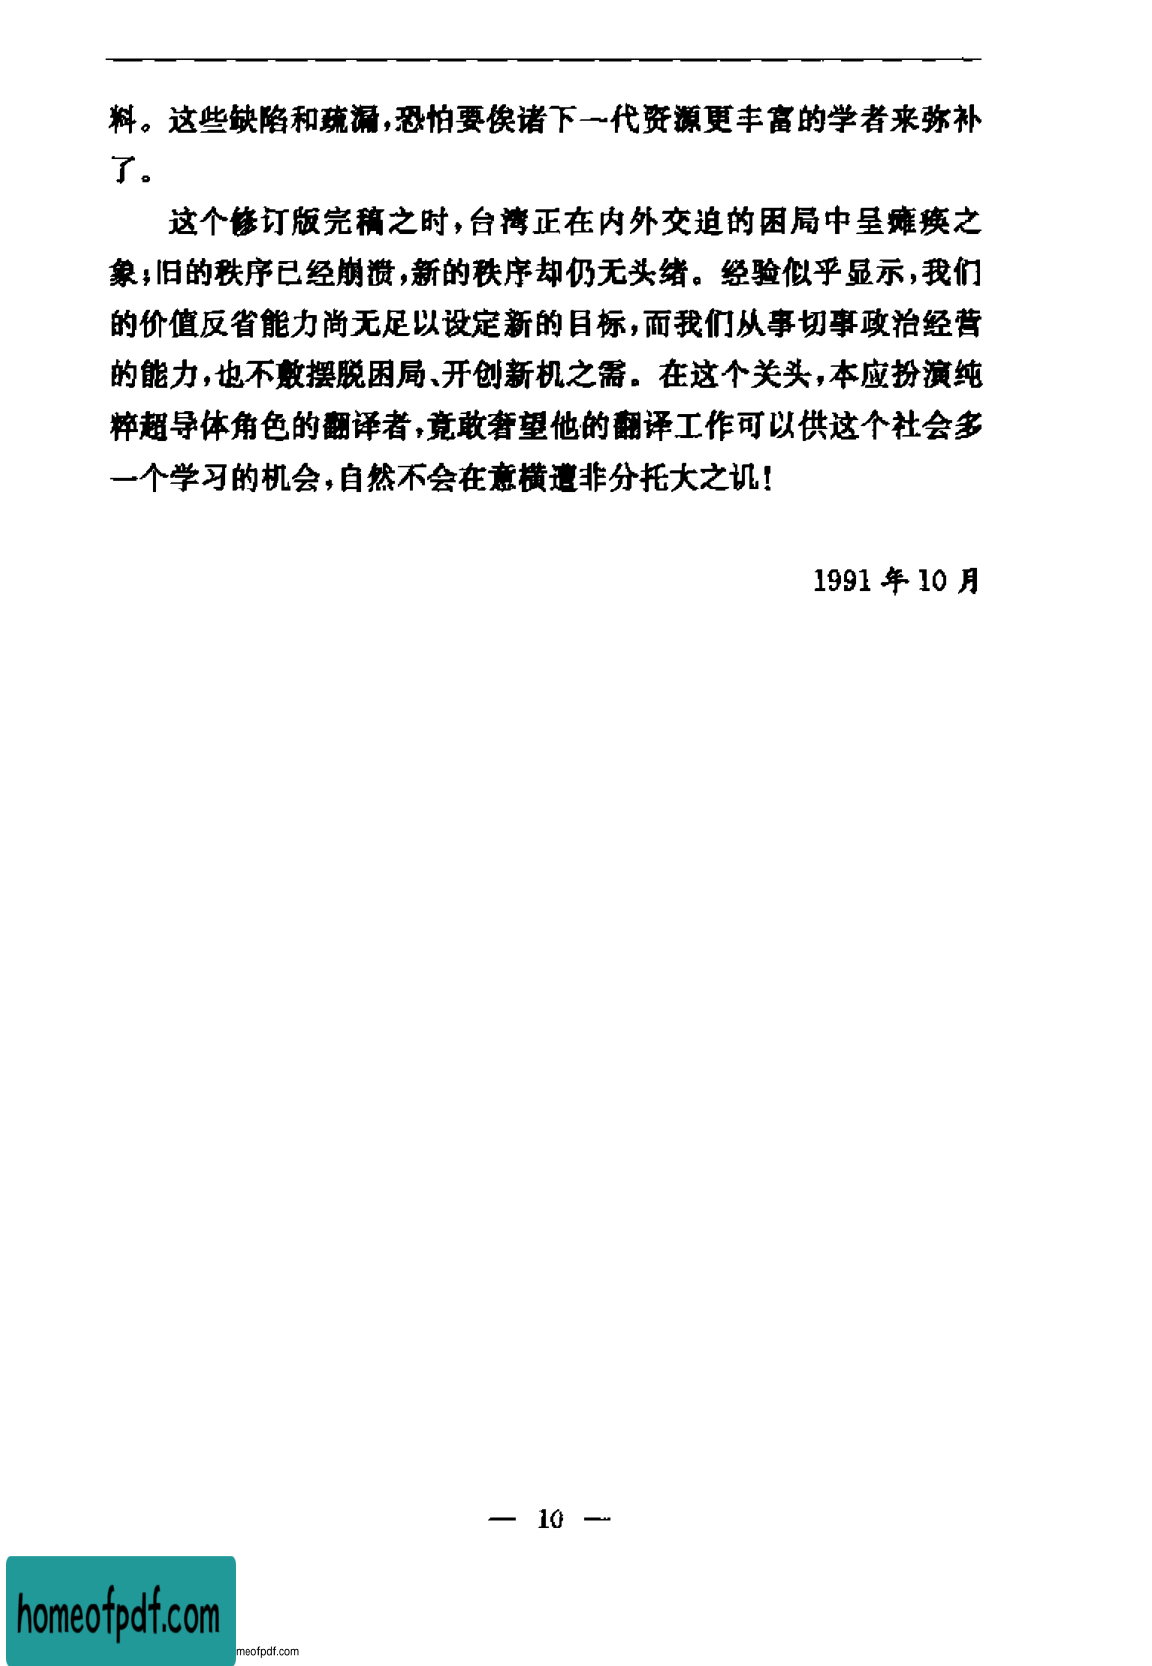 料。这些缺陷和疏漏,恐怕要俟诸下一代资源更丰富的学者来弥补
了。
这个修订版完稿之时,台湾正在内外交迫的困局中呈瘫痪之
象;旧的秩序已经崩溃,新的秩序却仍无头绪。经验似乎显示,我们
的价值反省能力尚无足以设定新的目标,而我们从事切事政治经营
的能力,也不敷摆脱困局、开创新机之需。在这个关头,本应扮演纯
粹超导体角色的翻译者,竟敢奢望他的翻译工作可以供这个社会多
一个学习的机会,自然不会在意横遭非分托大之讥!
1991 年 10 月
— 10 —
homeofpdf.com
meofpdf.com